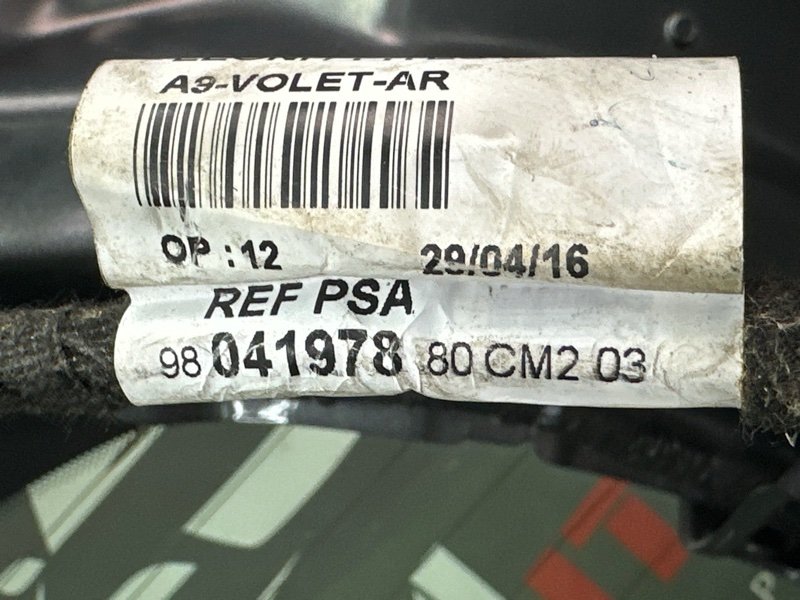 A9-VOLET-AR
OP : 12 29/04/16
REF PSA
98 041978 80 CM2 03